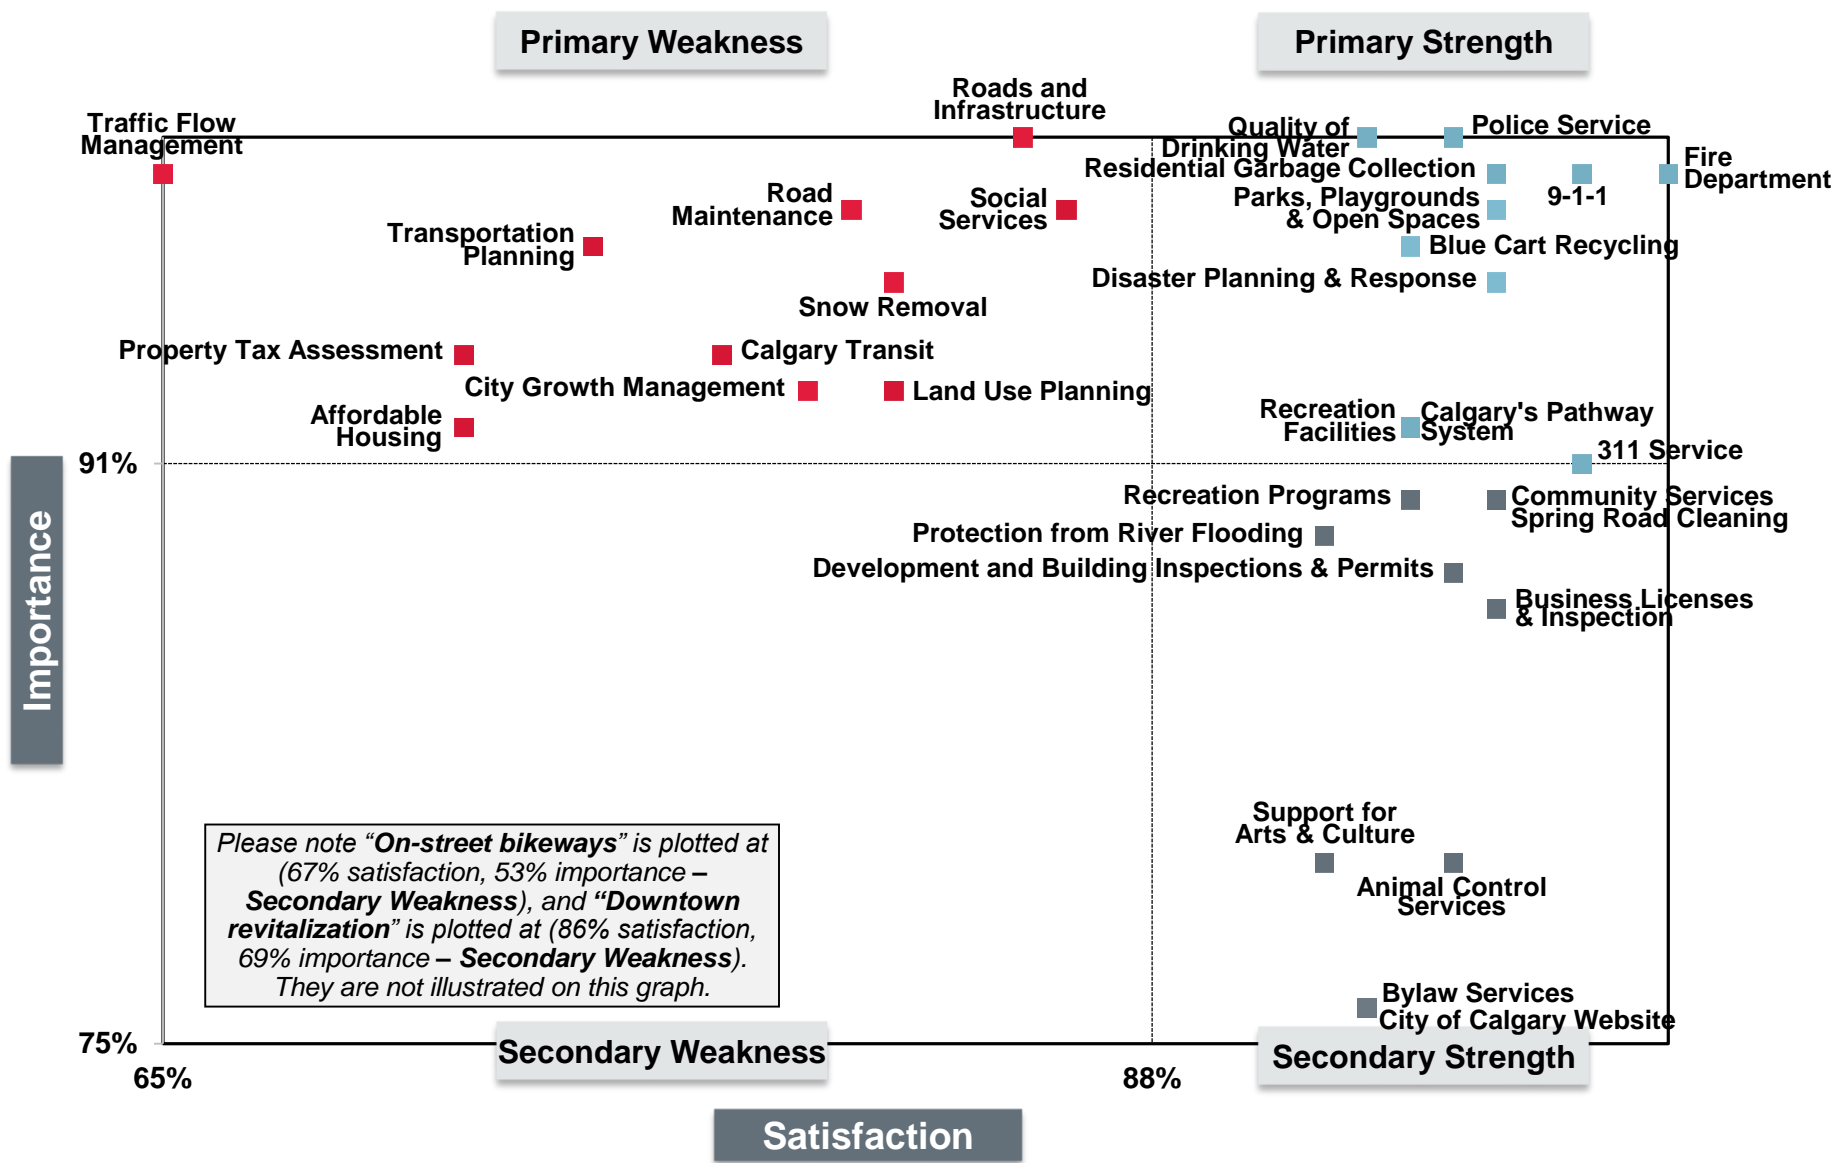 Primary Weakness
Primary Strength
Roads and
Infrastructure
Traffic Flow
Management
Quality of
Drinking Water
Police Service
Residential Garbage Collection
Fire
Department
9-1-1
Road
Maintenance
Social
Services
Parks, Playgrounds
& Open Spaces
Transportation
Planning
Blue Cart Recycling
Disaster Planning & Response
Snow Removal
Property Tax Assessment
Calgary Transit
City Growth Management
Land Use Planning
Affordable
Housing
Recreation
Facilities
Calgary's Pathway
System
311 Service
91%
Recreation Programs
Community Services
Spring Road Cleaning
Protection from River Flooding
Development and Building Inspections & Permits
Business Licenses
& Inspection
Importance
Support for
Arts & Culture
Animal Control
Services
Please note “On-street bikeways” is plotted at
(67% satisfaction, 53% importance –
Secondary Weakness), and “Downtown
revitalization” is plotted at (86% satisfaction,
69% importance – Secondary Weakness).
They are not illustrated on this graph.
Bylaw Services
City of Calgary Website
75%
Secondary Weakness
Secondary Strength
65%
88%
Satisfaction